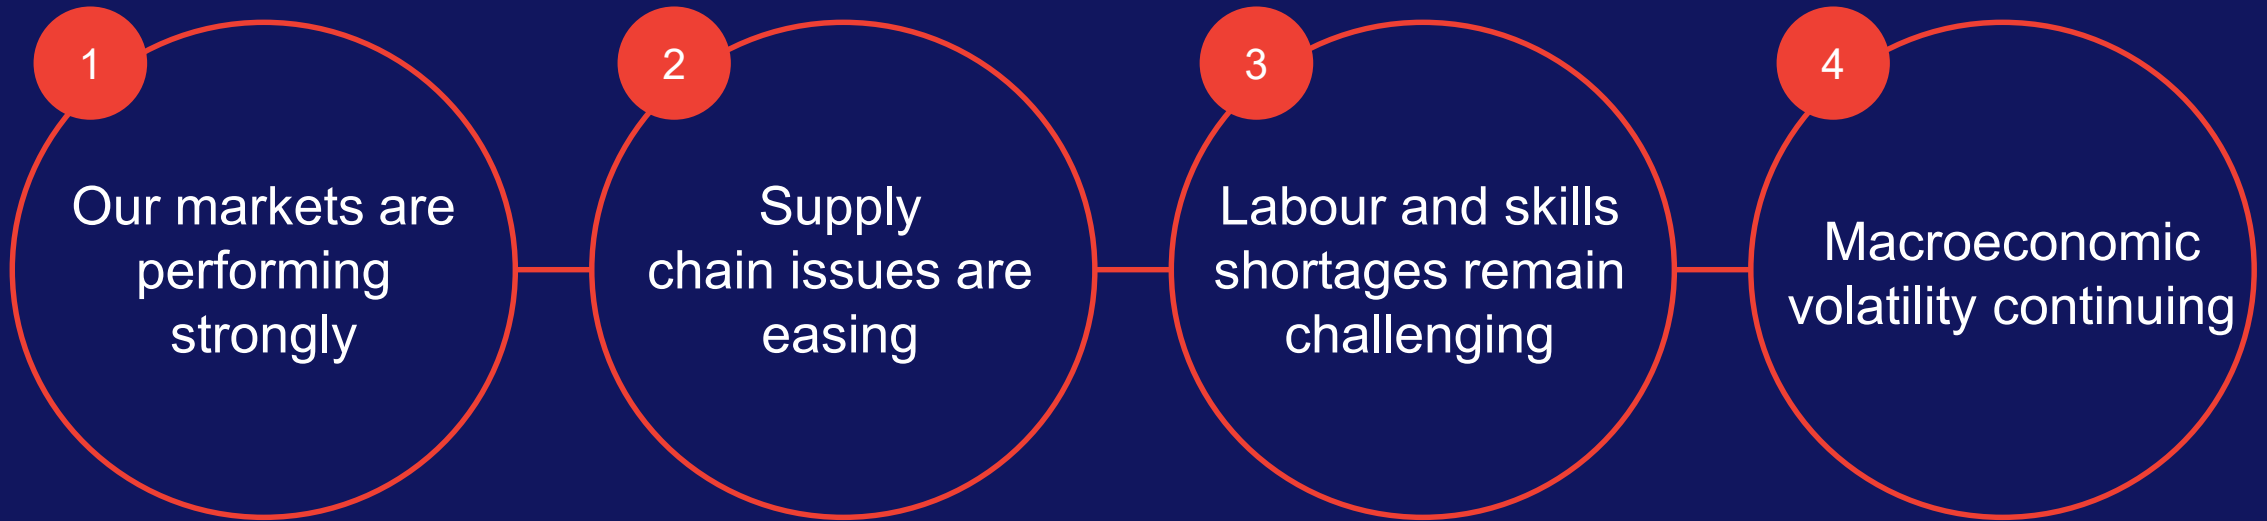 1
Our markets are
performing
strongly
2
Supply
chain issues are
easing
3
Labour and skills
shortages remain
challenging
4
Macroeconomic
volatility continuing